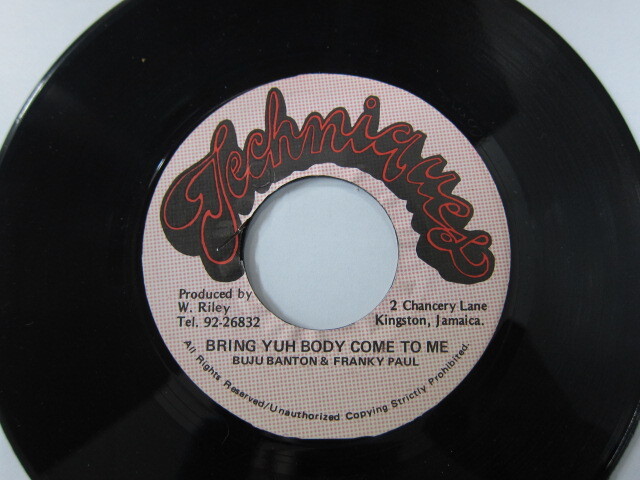 Techniques
Produced by
W. Riley
Tel. 92-26832
2 Chancery Lane
Kingston, Jamaica.
BRING YUH BODY COME TO ME
BUJU BANTON & FRANKY PAUL
All Rights Reserved/Unauthorized Copying Strictly Prohibited.